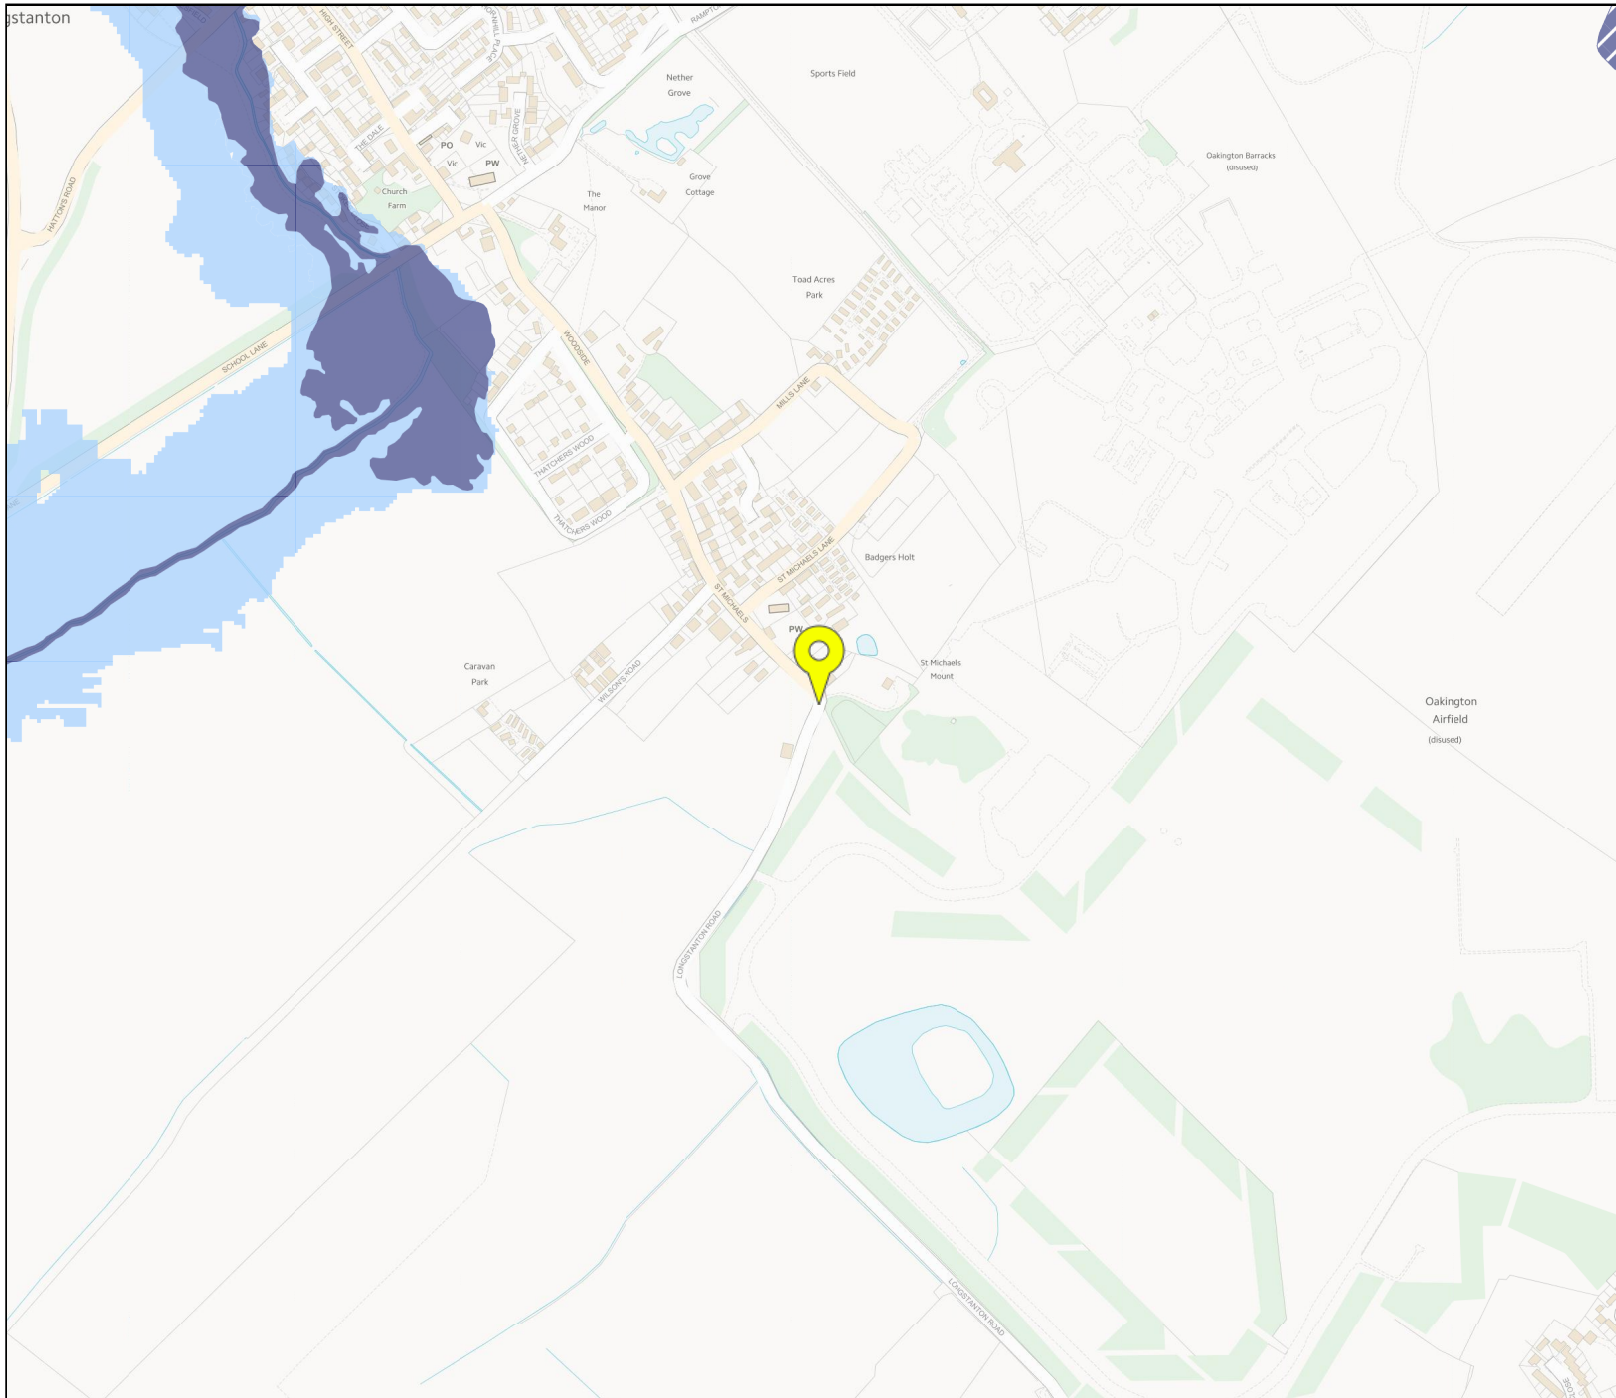 gstanton
HIGH STREET
RAMPTO
PLACE
Nether
Grove
Sports Field
THE DALE
PO
Vic
Vic
PW
NETHER GROVE
Oakington Barracks
(disused)
HATTON'S ROAD
Church
Farm
The
Manor
Grove
Cottage
Toad Acres
Park
SCHOOL LANE
WOODSIDE
MILLS LANE
THATCHERS WOOD
THATCHERS WOOD
ST MICHAELS LANE
Badgers Holt
ST MICHAELS
PW
St Michaels
Mount
Caravan
Park
WILSON'S ROAD
Oakington
Airfield
(disused)
LONGSTANTON ROAD
LONGSTANTON ROAD
LOSE